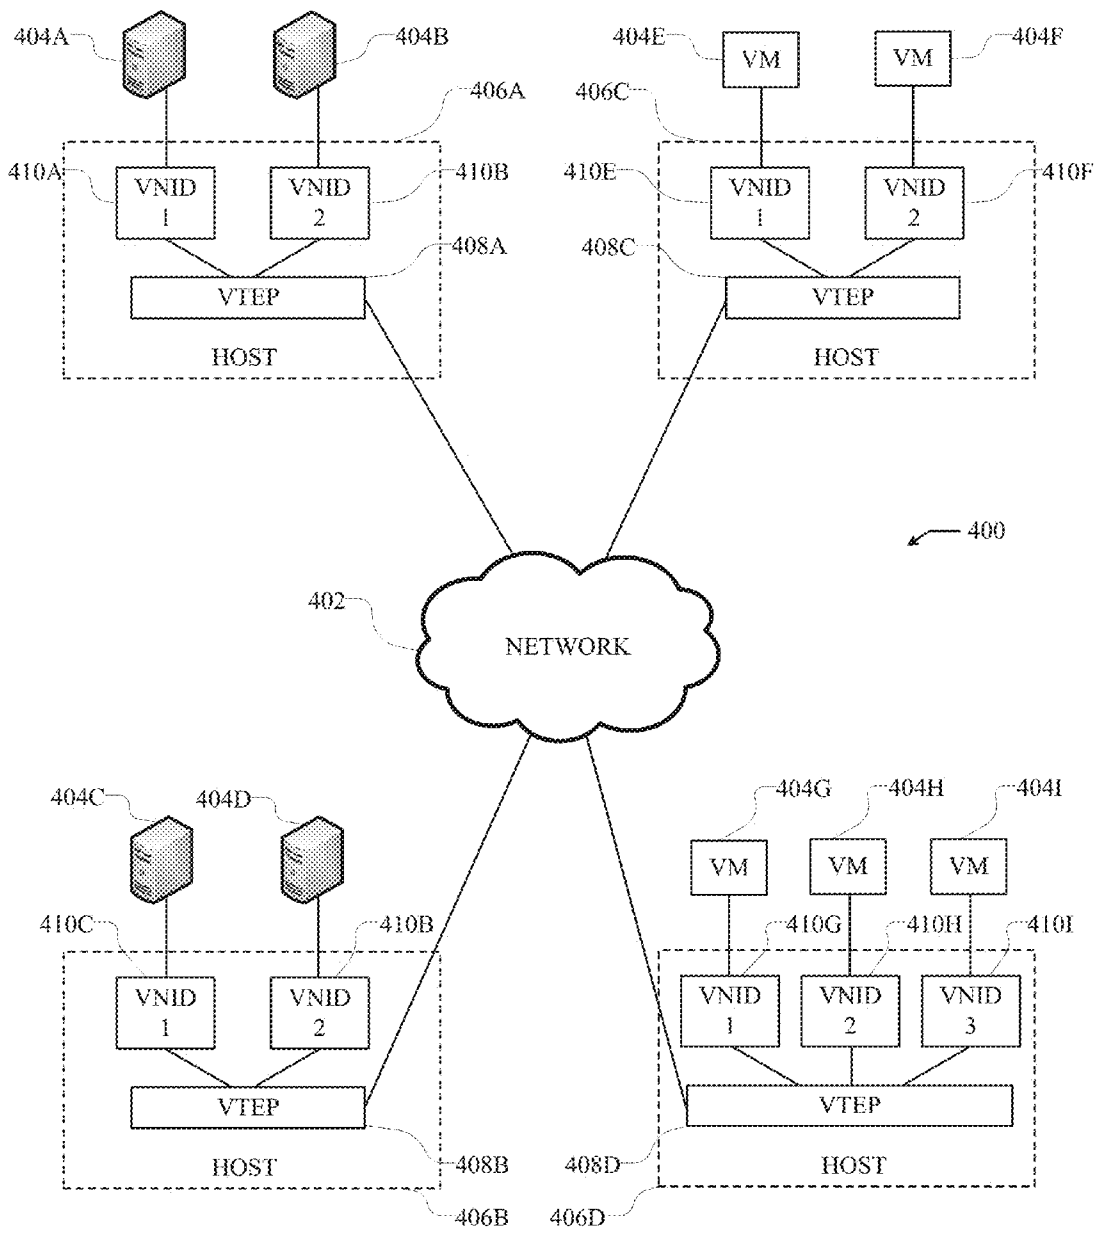 404A 404B 404E VM VM 404F
406A 406C
410A VNID 1 VNID 2 410B 410E VNID 1 VNID 2 410F
408A 408C
VTEP VTEP
HOST HOST
400
402
NETWORK
404C 404D 404G 404H 404I
VM VM VM
410C 410B 410G 410H 410I
VNID 1 VNID 2 VNID 1 VNID 2 VNID 3
VTEP VTEP
408B HOST 408D HOST
406B 406D